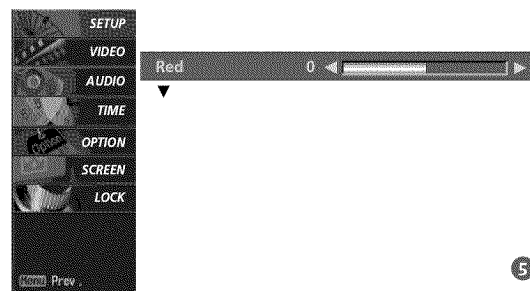 SETUP
VIDEO
AUDIO
TIME
OPTION
SCREEN
LOCK
Menu Prev.
Red 0
▼
5